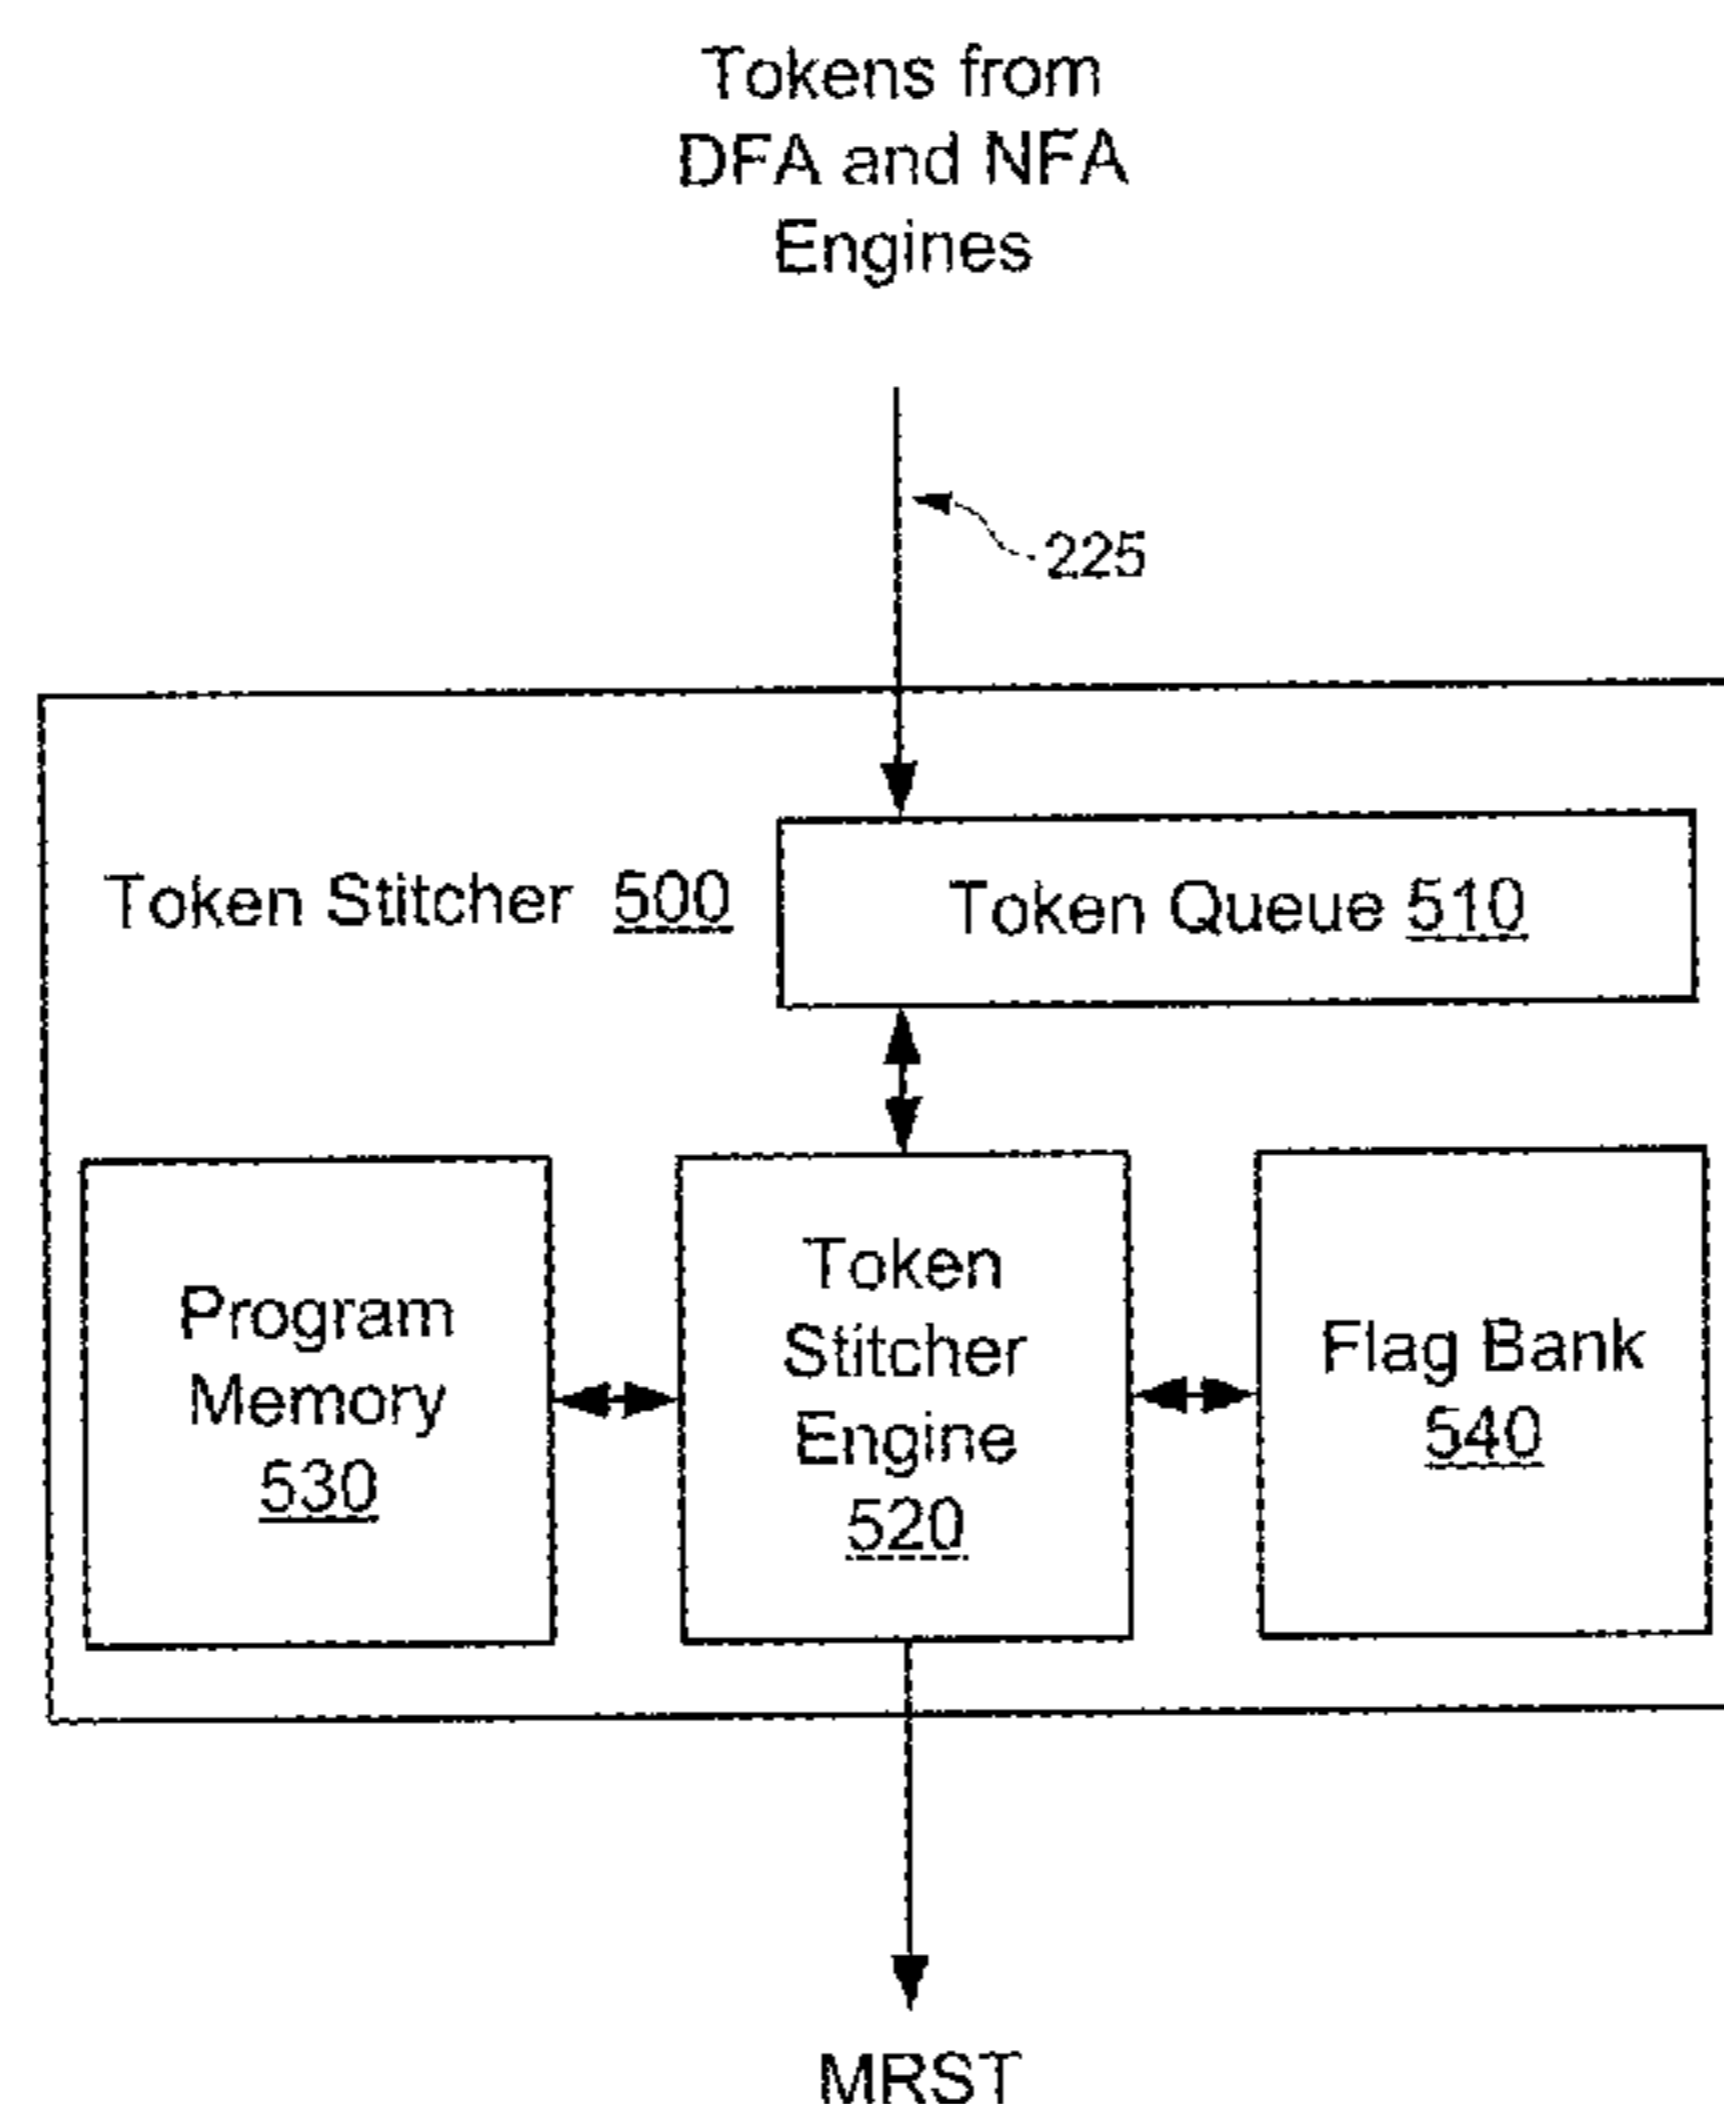 Tokens from
DFA and NFA
Engines
225
Token Stitcher 500
Token Queue 510
Program
Memory
530
Token
Stitcher
Engine
520
Flag Bank
540
MRST